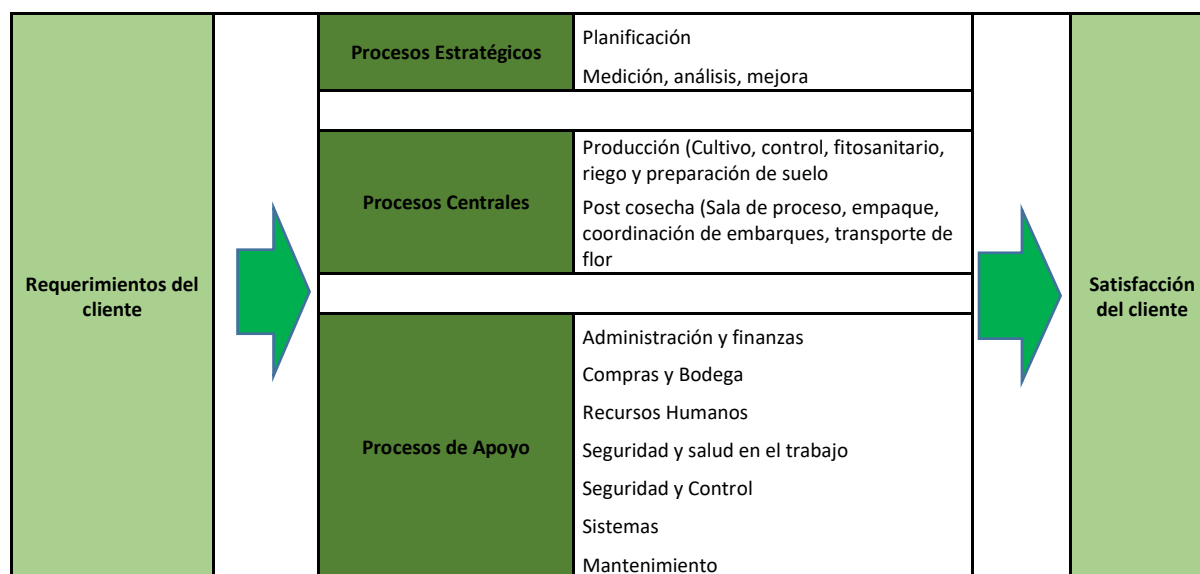 Requerimientos del
cliente
Procesos Estratégicos
Planificación
Medición, análisis, mejora
Procesos Centrales
Producción (Cultivo, control, fitosanitario,
riego y preparación de suelo
Post cosecha (Sala de proceso, empaque,
coordinación de embarques, transporte de
flor
Procesos de Apoyo
Administración y finanzas
Compras y Bodega
Recursos Humanos
Seguridad y salud en el trabajo
Seguridad y Control
Sistemas
Mantenimiento
Satisfacción
del cliente